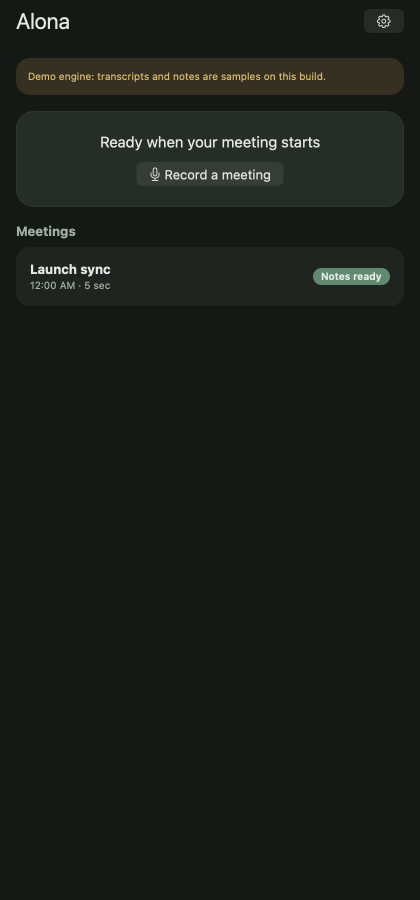 Alona
Demo engine: transcripts and notes are samples on this build.
Ready when your meeting starts
Record a meeting
Meetings
Launch sync
12:00 AM · 5 sec
Notes ready